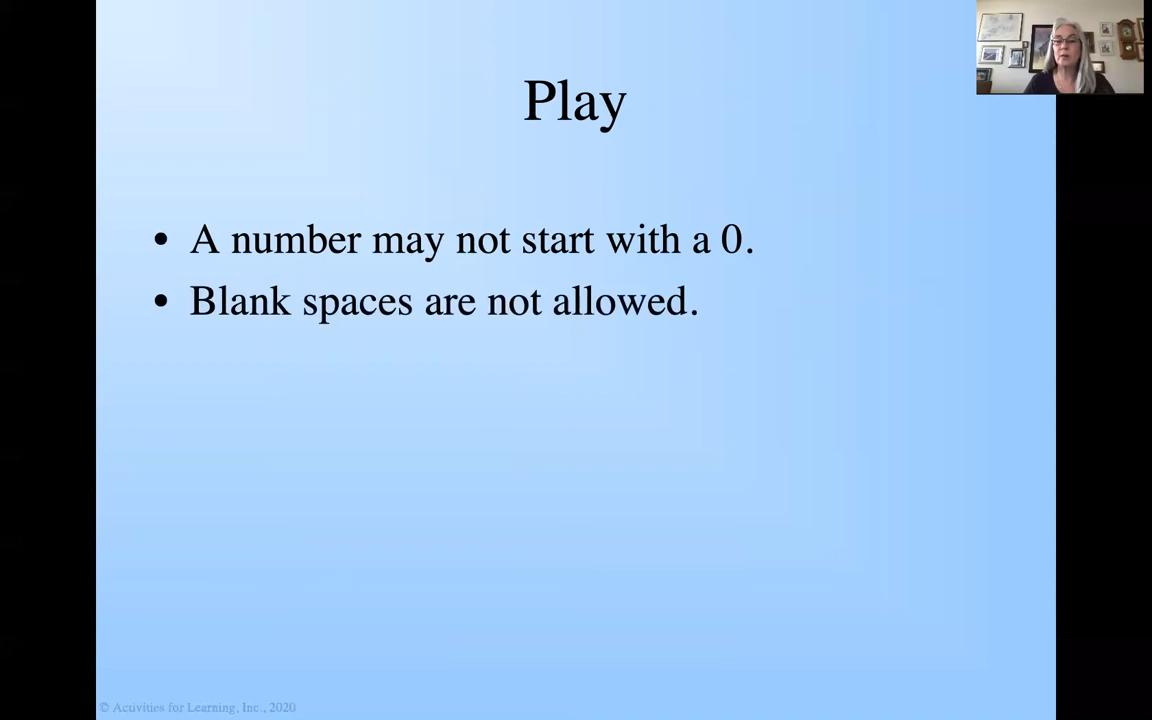 Play
• A number may not start with a 0.
• Blank spaces are not allowed.
© Activities for Learning, Inc., 2020